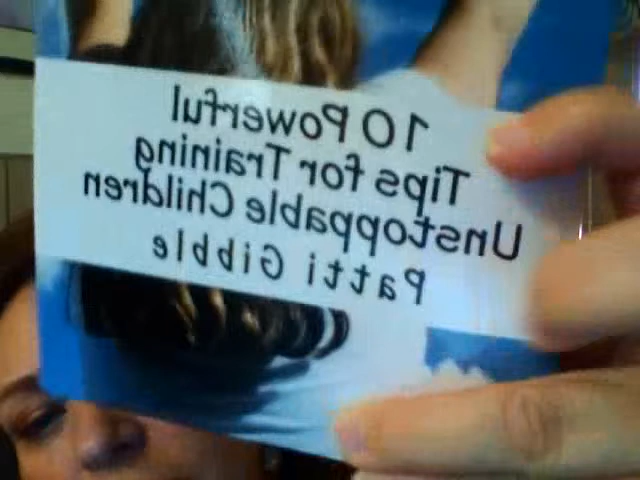 10 Powerful
Tips for Training
Unstoppable Children
Patti Gibble